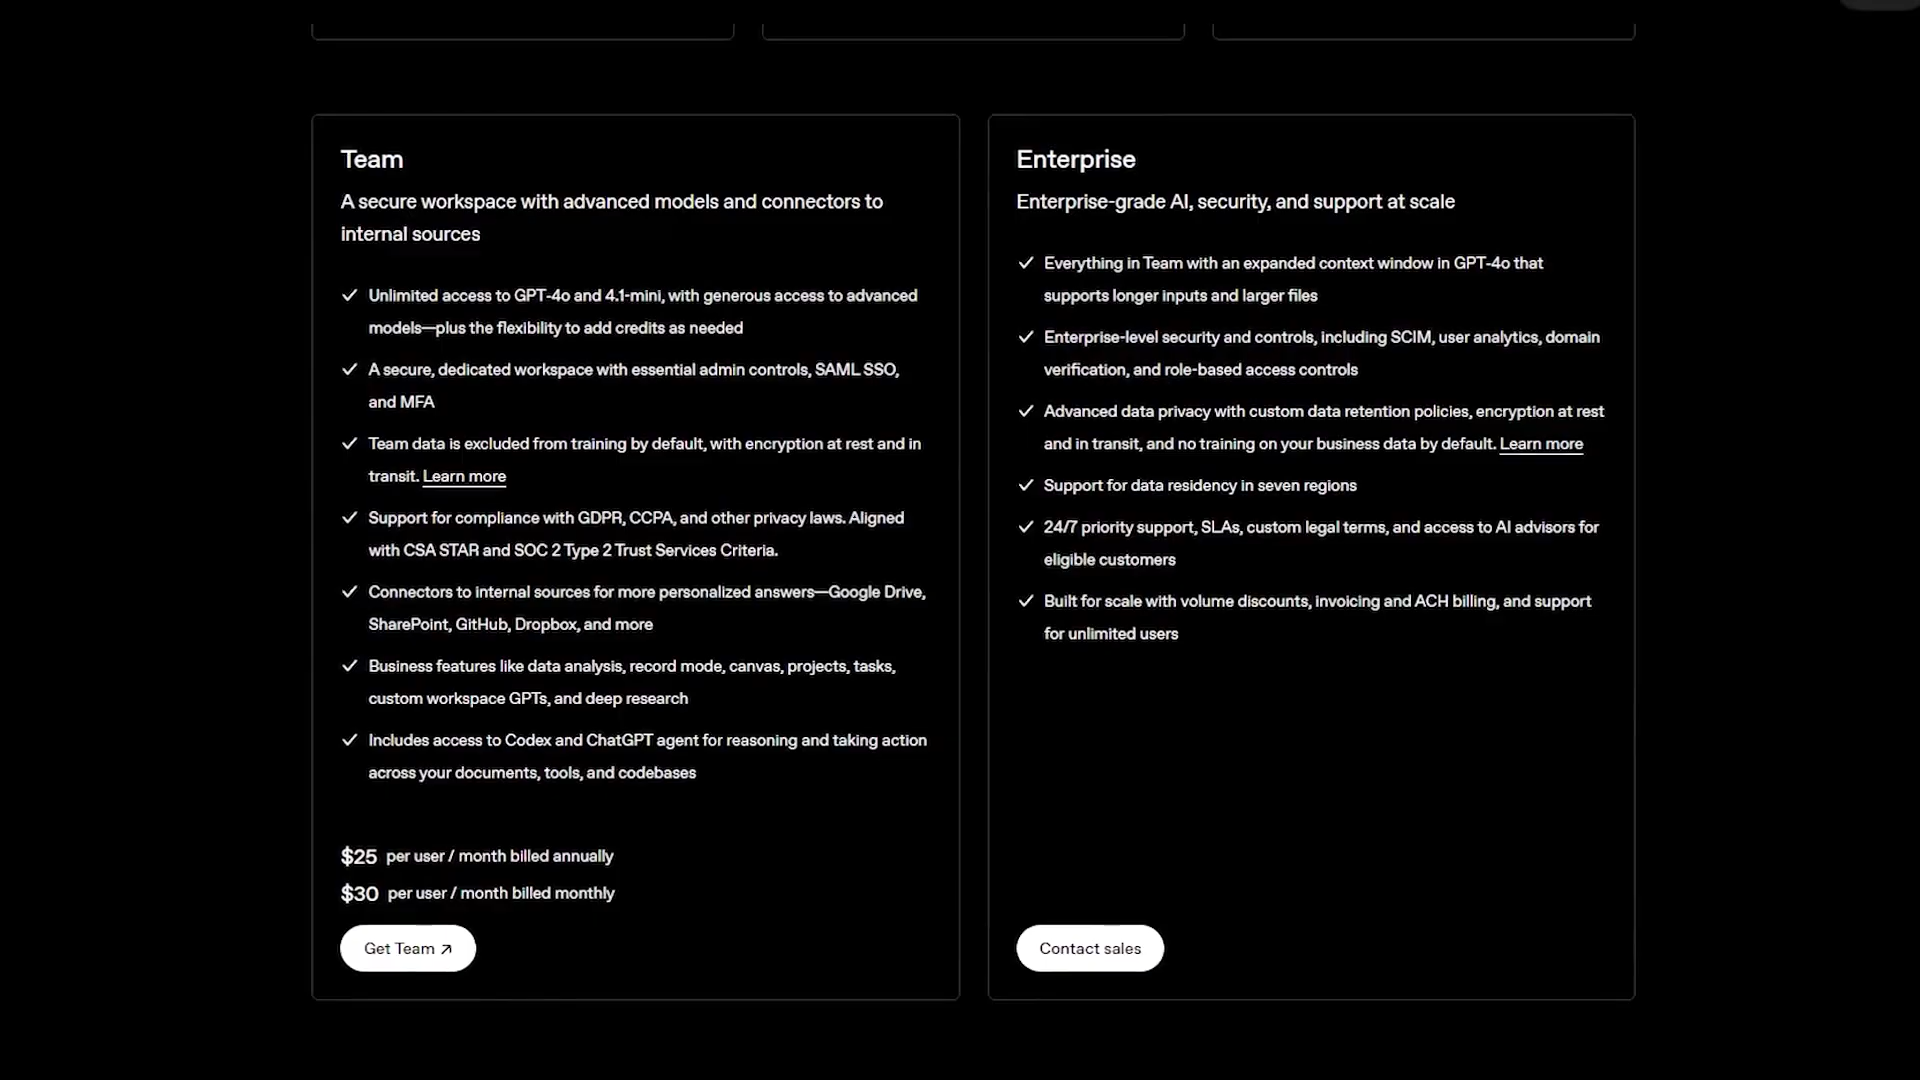 Team
A secure workspace with advanced models and connectors to
internal sources
Unlimited access to GPT-4o and 4.1-mini, with generous access to advanced
models—plus the flexibility to add credits as needed
A secure, dedicated workspace with essential admin controls, SAML SSO,
and MFA
Team data is excluded from training by default, with encryption at rest and in
transit. Learn more
Support for compliance with GDPR, CCPA, and other privacy laws. Aligned
with CSA STAR and SOC 2 Type 2 Trust Services Criteria.
Connectors to internal sources for more personalized answers—Google Drive,
SharePoint, GitHub, Dropbox, and more
Business features like data analysis, record mode, canvas, projects, tasks,
custom workspace GPTs, and deep research
Includes access to Codex and ChatGPT agent for reasoning and taking action
across your documents, tools, and codebases
$25 per user / month billed annually
$30 per user / month billed monthly
Get Team ↗
Enterprise
Enterprise-grade AI, security, and support at scale
Everything in Team with an expanded context window in GPT-4o that
supports longer inputs and larger files
Enterprise-level security and controls, including SCIM, user analytics, domain
verification, and role-based access controls
Advanced data privacy with custom data retention policies, encryption at rest
and in transit, and no training on your business data by default. Learn more
Support for data residency in seven regions
24/7 priority support, SLAs, custom legal terms, and access to AI advisors for
eligible customers
Built for scale with volume discounts, invoicing and ACH billing, and support
for unlimited users
Contact sales